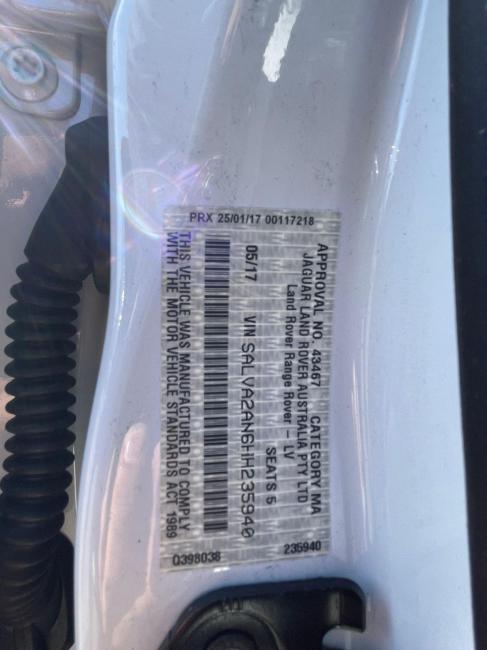 PRX 25/01/17 00117218
APPROVAL NO. 43467 CATEGORY MA
JAGUAR LAND ROVER AUSTRALIA PTY LTD
Land Rover Range Rover - LV
SEATS 5
05/17 VIN SALVA2AN6HH235940
THIS VEHICLE WAS MANUFACTURED TO COMPLY
WITH THE MOTOR VEHICLE STANDARDS ACT 1989
Q398038 235940